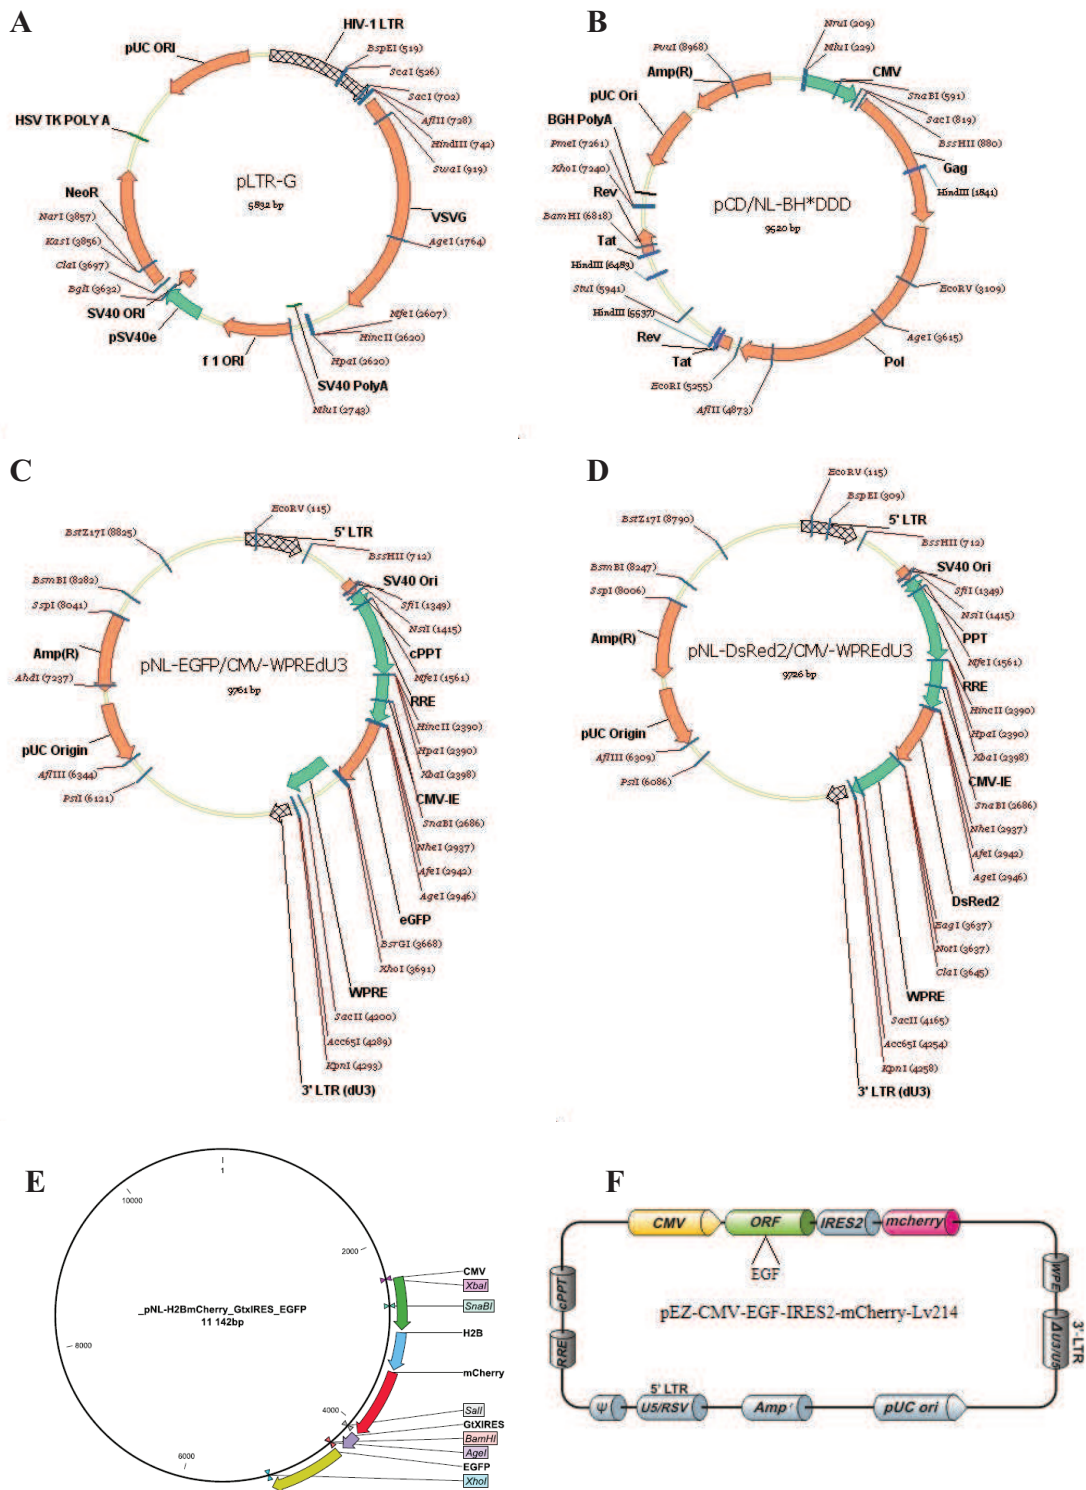 A
HIV-1 LTR
pUC ORI
BspEI (519)
ScaI (526)
SacI (702)
AflII (728)
HindIII (742)
SwaI (919)
HSV TK POLY A
pLTR-G
5832 bp
NeoR
NarI (3857)
KasI (3856)
ClaI (3697)
BglI (3632)
SV40 ORI
pSV40e
f 1 ORI
VSVG
AgeI (1764)
MfeI (2607)
HincII (2620)
HpaI (2620)
SV40 PolyA
MluI (2743)
B
NruI (209)
MluI (229)
PvuI (8968)
Amp(R)
CMV
pUC Ori
SnaBI (591)
SacI (819)
BssHII (880)
BGH PolyA
PmeI (7261)
XhoI (7240)
Gag
HindIII (1841)
Rev
BamHI (6818)
Tat
HindIII (6483)
StuI (5941)
HindIII (5537)
Rev
Tat
pCD/NL-BH*DDD
9520 bp
EcoRV (3109)
AgeI (3615)
Pol
EcoRI (5255)
AflII (4873)
C
EcoRV (115)
5' LTR
BstZ17I (8825)
BssHII (712)
BsmBI (8282)
SspI (8041)
SV40 Ori
SfiI (1349)
NsiI (1415)
Amp(R)
cPPT
pNL-EGFP/CMV-WPREdU3
9761 bp
AhdI (7237)
MfeI (1561)
RRE
HincII (2390)
pUC Origin
HpaI (2390)
AflIII (6344)
XbaI (2398)
PstI (6121)
CMV-IE
SnaBI (2686)
NheI (2937)
AfeI (2942)
AgeI (2946)
eGFP
BsrGI (3668)
XhoI (3691)
WPRE
SacII (4200)
Acc65I (4289)
KpnI (4293)
3' LTR (dU3)
D
EcoRV (115)
BspEI (309)
5' LTR
BstZ17I (8790)
BssHII (712)
BsmBI (8247)
SspI (8006)
SV40 Ori
SfiI (1349)
NsiI (1415)
Amp(R)
PPT
pNL-DsRed2/CMV-WPREdU3
9726 bp
MfeI (1561)
RRE
HincII (2390)
pUC Origin
HpaI (2390)
AflIII (6309)
XbaI (2398)
PstI (6086)
CMV-IE
SnaBI (2686)
NheI (2937)
AfeI (2942)
AgeI (2946)
DsRed2
EagI (3637)
NotI (3637)
ClaI (3645)
WPRE
SacII (4165)
Acc65I (4254)
KpnI (4258)
3' LTR (dU3)
E
1
10000
2000
CMV
XbaI
_pNL-H2BmCherry_GtxIRES_EGFP
11 142bp
SnaBI
H2B
8000
mCherry
4000
SalI
GtXIRES
BamHI
AgeI
EGFP
6000
XhoI
F
CMV
ORF
IRES2
mcherry
EGF
cPPT
WPE
pEZ-CMV-EGF-IRES2-mCherry-Lv214
RRE
ΔU3/U5
3'-LTR
5' LTR
Ψ
U5/RSV
Amp r
pUC ori